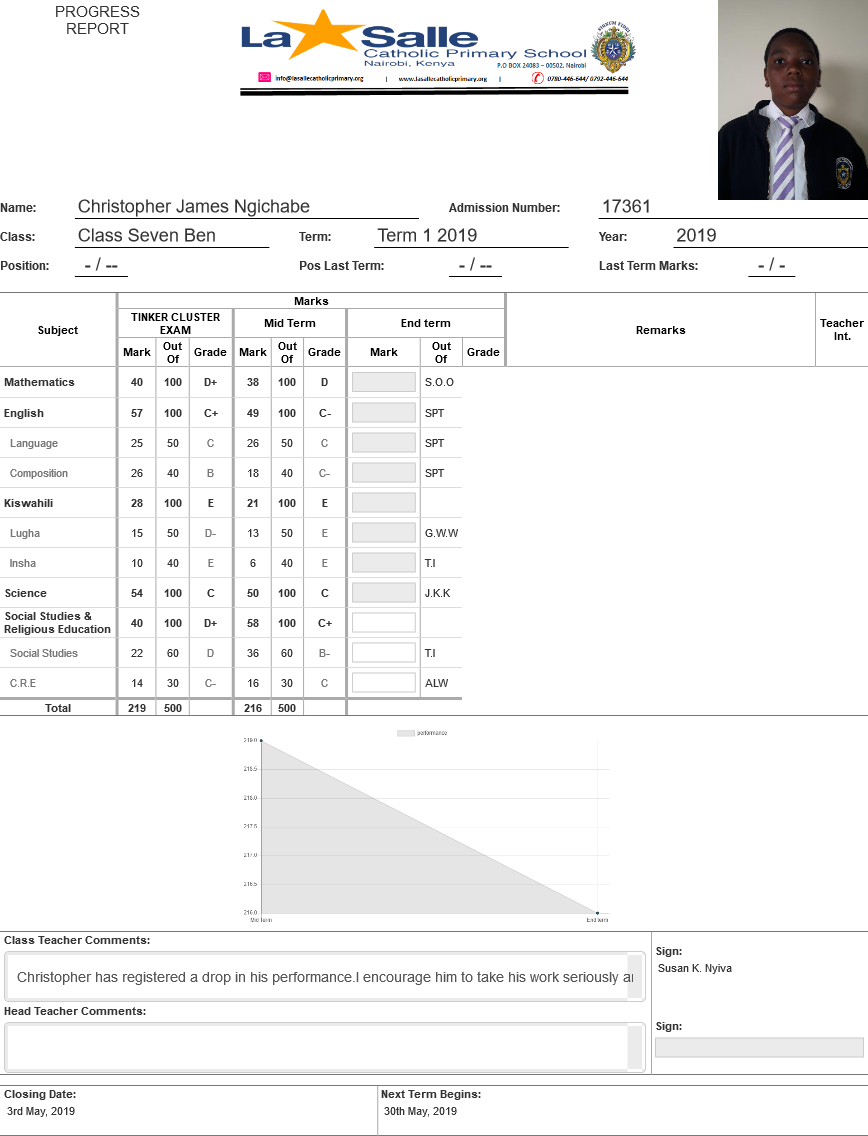 PROGRESS
REPORT
La Salle
Catholic Primary School
Nairobi, Kenya
P.O BOX 24083 – 00502, Nairobi
info@lasallecatholicprimary.org | www.lasallecatholicprimary.org | 0780-446-644/ 0792-446-644
Name: Christopher James Ngichabe Admission Number: 17361
Class: Class Seven Ben Term: Term 1 2019 Year: 2019
Position: - / -- Pos Last Term: - / -- Last Term Marks: - / -
Subject Marks Remarks Teacher Int.
TINKER CLUSTER EXAM Mid Term End term
Mark Out Of Grade Mark Out Of Grade Mark Out Of Grade
Mathematics 40 100 D+ 38 100 D S.O.O
English 57 100 C+ 49 100 C- SPT
Language 25 50 C 26 50 C SPT
Composition 26 40 B 18 40 C- SPT
Kiswahili 28 100 E 21 100 E
Lugha 15 50 D- 13 50 E G.W.W
Insha 10 40 E 6 40 E T.I
Science 54 100 C 50 100 C J.K.K
Social Studies & Religious Education 40 100 D+ 58 100 C+
Social Studies 22 60 D 36 60 B- T.I
C.R.E 14 30 C- 16 30 C ALW
Total 219 500 216 500
performance
219.0
218.5
218.0
217.5
217.0
216.5
216.0
Mid Term End term
Class Teacher Comments:
Christopher has registered a drop in his performance.I encourage him to take his work seriously
Sign:
Susan K. Nyiva
Head Teacher Comments:
Sign:
Closing Date:
3rd May, 2019
Next Term Begins:
30th May, 2019